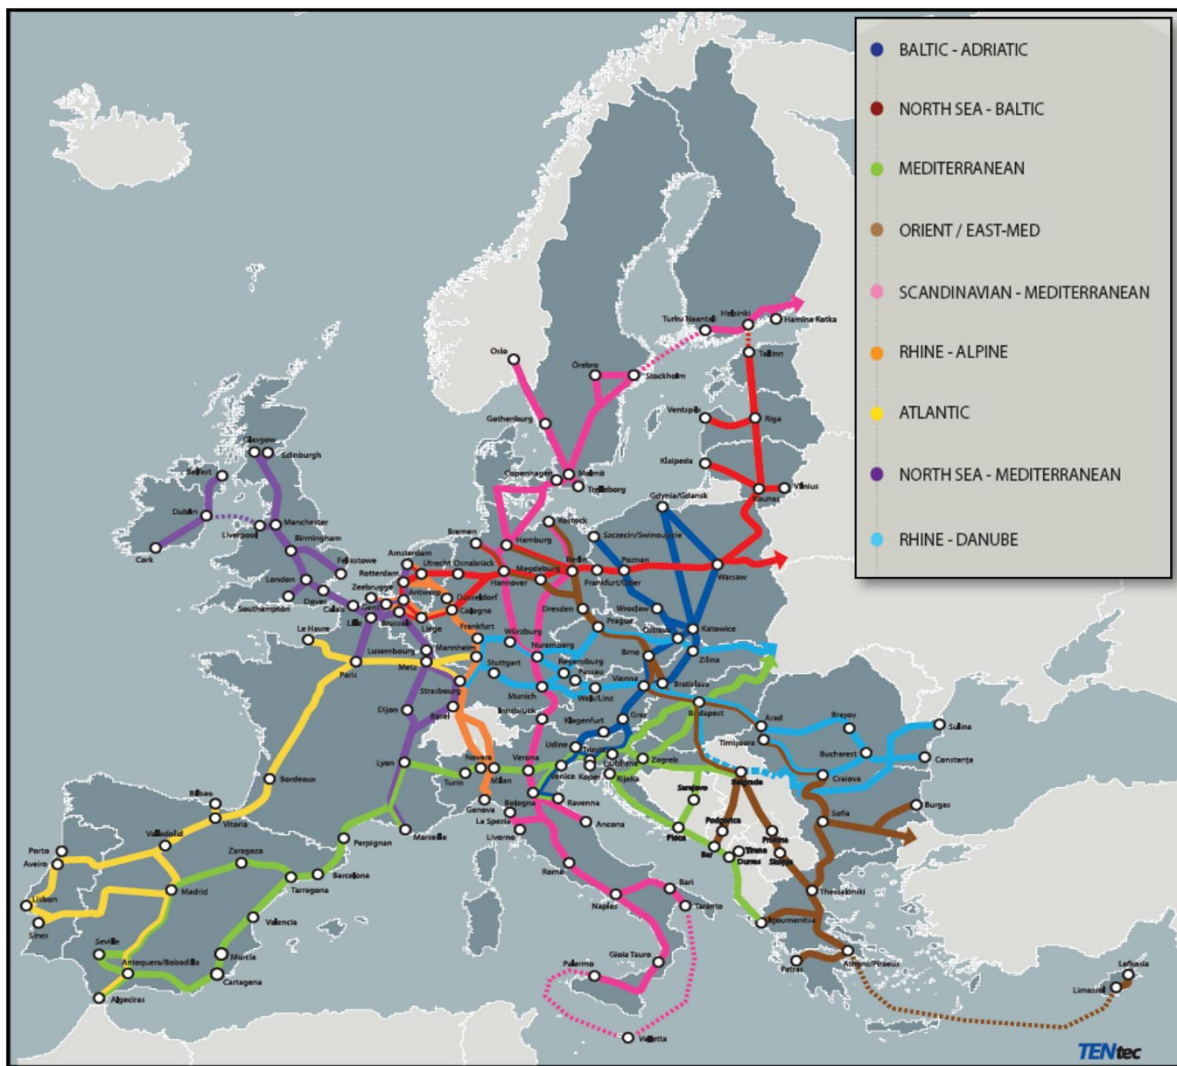 BALTIC - ADRIATIC
NORTH SEA - BALTIC
MEDITERRANEAN
ORIENT / EAST-MED
SCANDINAVIAN - MEDITERRANEAN
RHINE - ALPINE
ATLANTIC
NORTH SEA - MEDITERRANEAN
RHINE - DANUBE
Helsinki
Turku Naantali
Hamina Kotka
Oslo
Tallinn
Örebro
Stockholm
Ventspils
Riga
Gothenburg
Glasgow
Edinburgh
Klaipeda
Belfast
Copenhagen
Malmö
Trelleborg
Vilnius
Kaunas
Gdynia/Gdansk
Dublin
Manchester
Liverpool
Rostock
Bremen
Szczecin/Swinoujscie
Birmingham
Hamburg
Cork
Felixstowe
Amsterdam
Utrecht
Osnabrück
Magdeburg
Berlin
Poznan
Warsaw
Rotterdam
London
Hannover
Frankfurt/Oder
Zeebrugge
Antwerp
Düsseldorf
Southampton
Dover
Calais
Gent
Cologne
Dresden
Wroclaw
Lille
Brussels
Liège
Prague
Ostrava
Katowice
Le Havre
Frankfurt
Würzburg
Luxembourg
Mannheim
Nuremberg
Brno
Zilina
Metz
Stuttgart
Regensburg
Passau
Paris
Strasbourg
Munich
Wels/Linz
Vienna
Bratislava
Dijon
Basel
Innsbruck
Klagenfurt
Graz
Budapest
Arad
Brașov
Sulina
Udine
Trieste
Timișoara
Bucharest
Lyon
Novara
Verona
Venice
Koper
Ljubljana
Zagreb
Constanța
Turin
Milan
Rijeka
Belgrade
Craiova
Bordeaux
Genova
Bologna
Ravenna
Sarajevo
Bilbao
La Spezia
Ancona
Burgas
Vitoria
Marseille
Livorno
Ploce
Podgorica
Sofia
Valladolid
Perpignan
Pristina
Porto
Bar
Tirana
Durres
Skopje
Aveiro
Zaragoza
Rome
Barcelona
Tarragona
Madrid
Bari
Thessaloniki
Lisbon
Naples
Taranto
Valencia
Igoumenitsa
Sines
Seville
Murcia
Antequera/Bobadilla
Gioia Tauro
Palermo
Patras
Athens/Piraeus
Lefkosia
Cartagena
Limassol
Algeciras
Valletta
TENtec